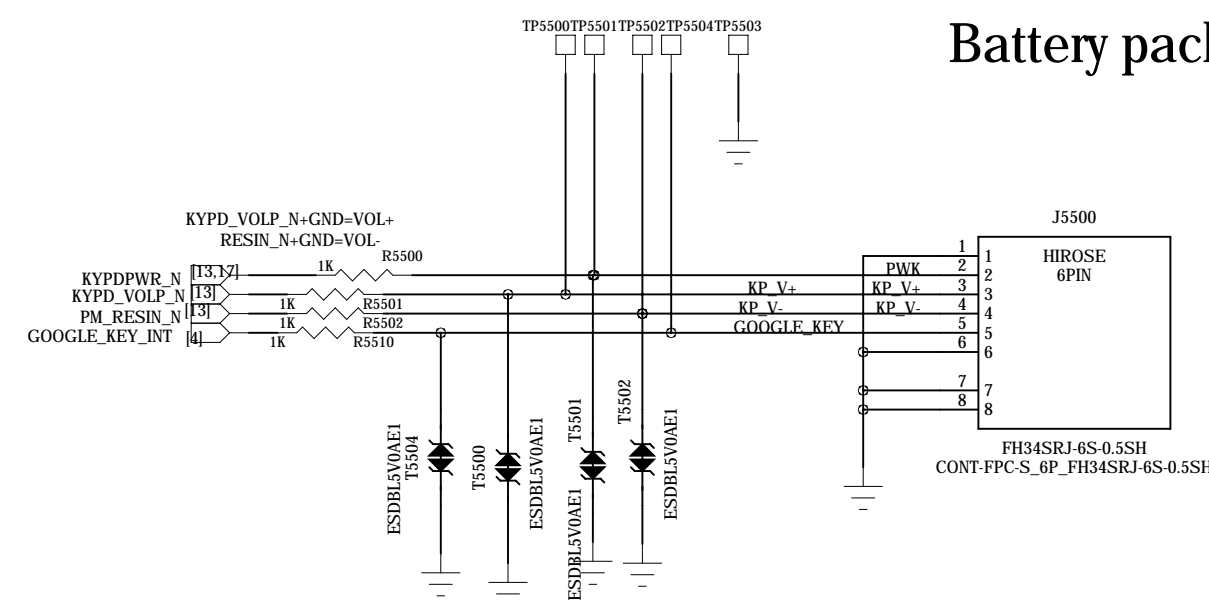 TP5500TP5501TP5502TP5504TP5503
Battery pac
KYPD_VOLP_N+GND=VOL+
RESIN_N+GND=VOL-
J5500
KYPDPWR_N [13,17] 1K R5500
KYPD_VOLP_N [13] 1K R5501
PM_RESIN_N [13] 1K R5502
GOOGLE_KEY_INT [4] 1K R5510
1 1 HIROSE
PWK 2 2 6PIN
KP_V+ KP_V+ 3 3
KP_V- KP_V- 4 4
GOOGLE_KEY 5 5
6 6
7 7
8 8
FH34SRJ-6S-0.5SH
CONT-FPC-S_6P_FH34SRJ-6S-0.5SH
ESDBL5V0AE1
T5504
T5500
ESDBL5V0AE1
T5501
ESDBL5V0AE1
T5502
ESDBL5V0AE1